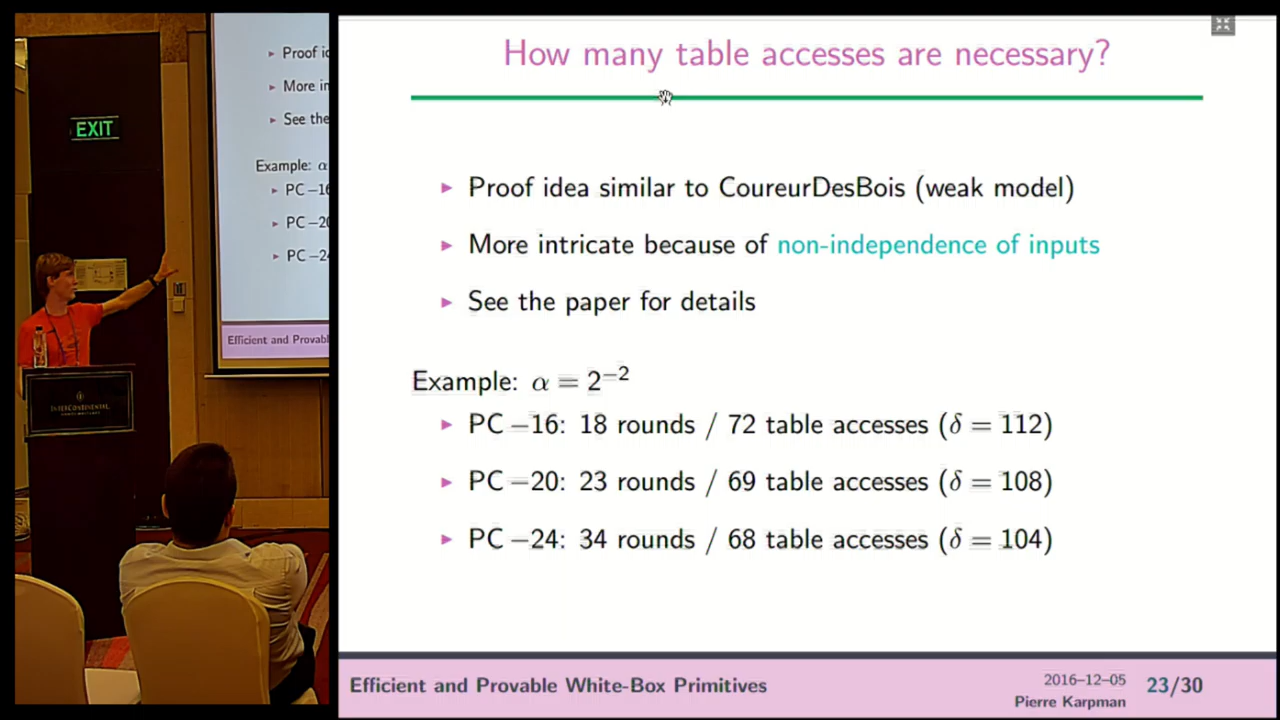 EXIT
Proof i
More in
See the
Example: α
PC−16
PC−20
PC−24
Efficient and Provabl
INTERCONTINENTAL
How many table accesses are necessary?
▸ Proof idea similar to CoureurDesBois (weak model)
▸ More intricate because of non-independence of inputs
▸ See the paper for details
Example: α = 2⁻²
▸ PC−16: 18 rounds / 72 table accesses (δ = 112)
▸ PC−20: 23 rounds / 69 table accesses (δ = 108)
▸ PC−24: 34 rounds / 68 table accesses (δ = 104)
Efficient and Provable White-Box Primitives
2016–12–05
Pierre Karpman
23/30